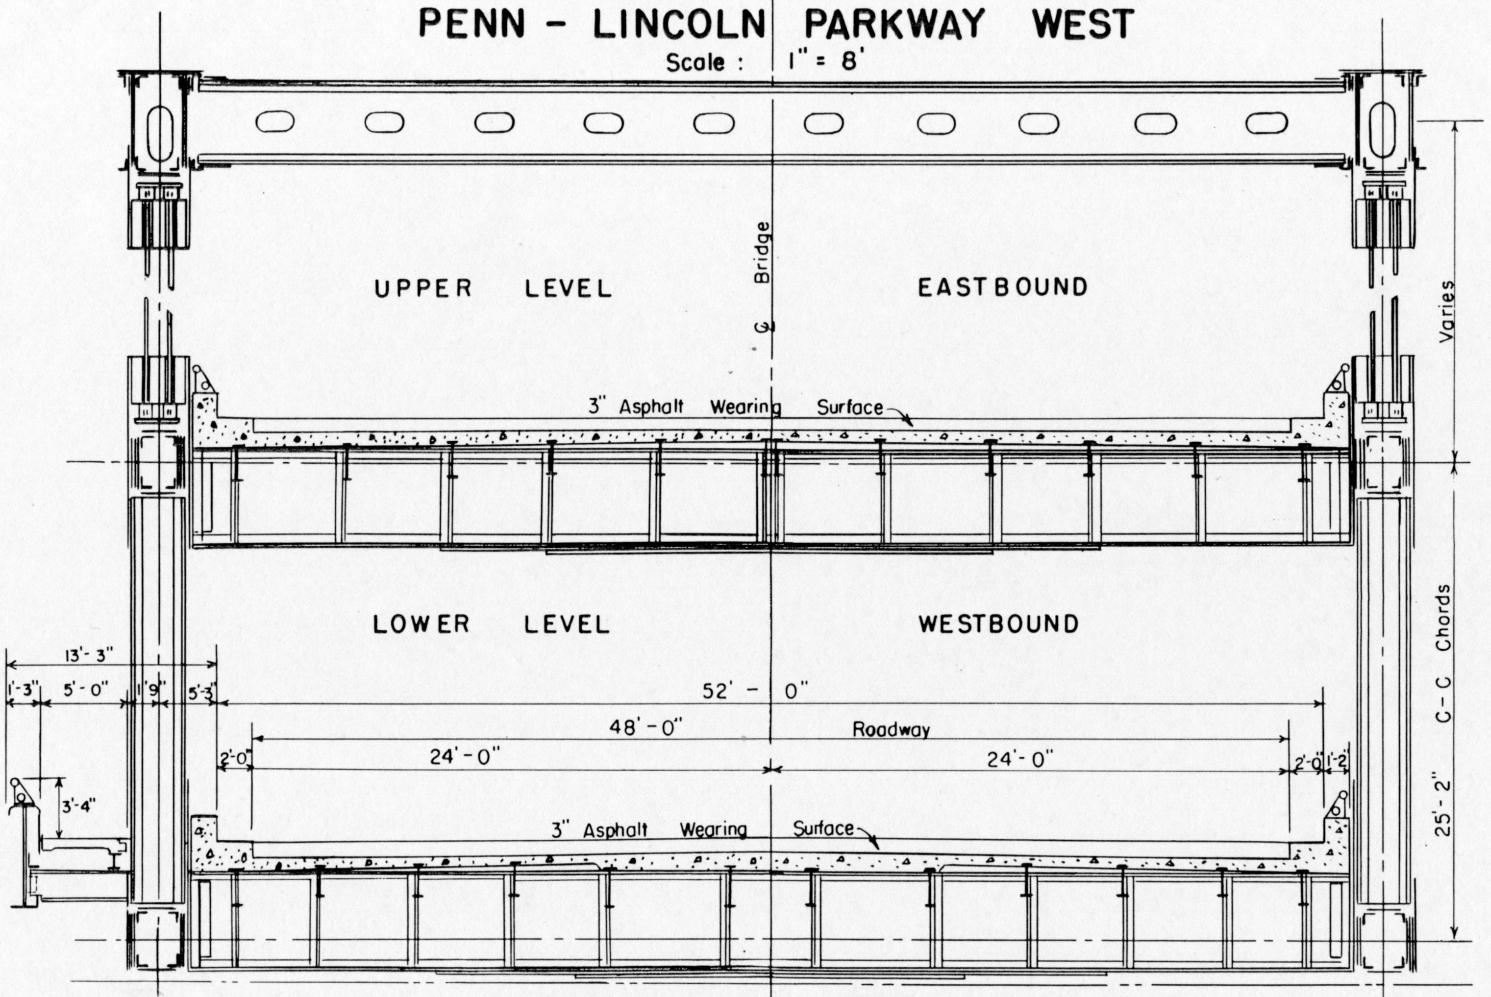 PENN - LINCOLN PARKWAY WEST
Scale : 1" = 8'
℄ Bridge
UPPER LEVEL EASTBOUND
Varies
3" Asphalt Wearing Surface
LOWER LEVEL WESTBOUND
C-C Chords
25'-2"
13'-3"
1'-3" 5'-0" 1'9" 5'-3" 52'-0"
48'-0" Roadway
2'-0" 24'-0" 24'-0" 2'-0" 1'-2"
3'-4"
3" Asphalt Wearing Surface